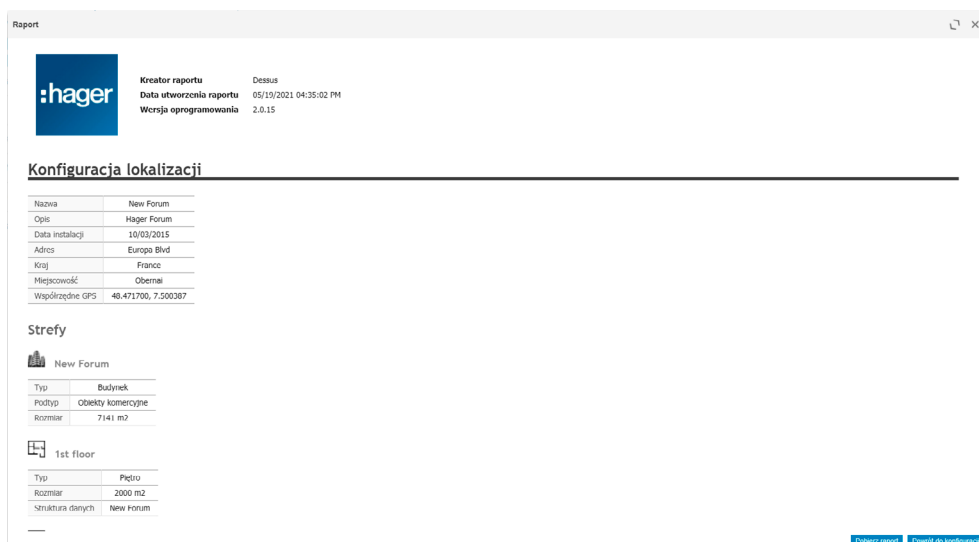 Raport
:hager
Kreator raportu Dessus
Data utworzenia raportu 05/19/2021 04:35:02 PM
Wersja oprogramowania 2.0.15
Konfiguracja lokalizacji
Nazwa New Forum
Opis Hager Forum
Data instalacji 10/03/2015
Adres Europa Blvd
Kraj France
Miejscowość Obernai
Współrzędne GPS 48.471700, 7.500387
Strefy
New Forum
Typ Budynek
Podtyp Obiekty komercyjne
Rozmiar 7141 m2
1st floor
Typ Piętro
Rozmiar 2000 m2
Struktura danych New Forum
Pobierz raport Powrót do konfiguracji